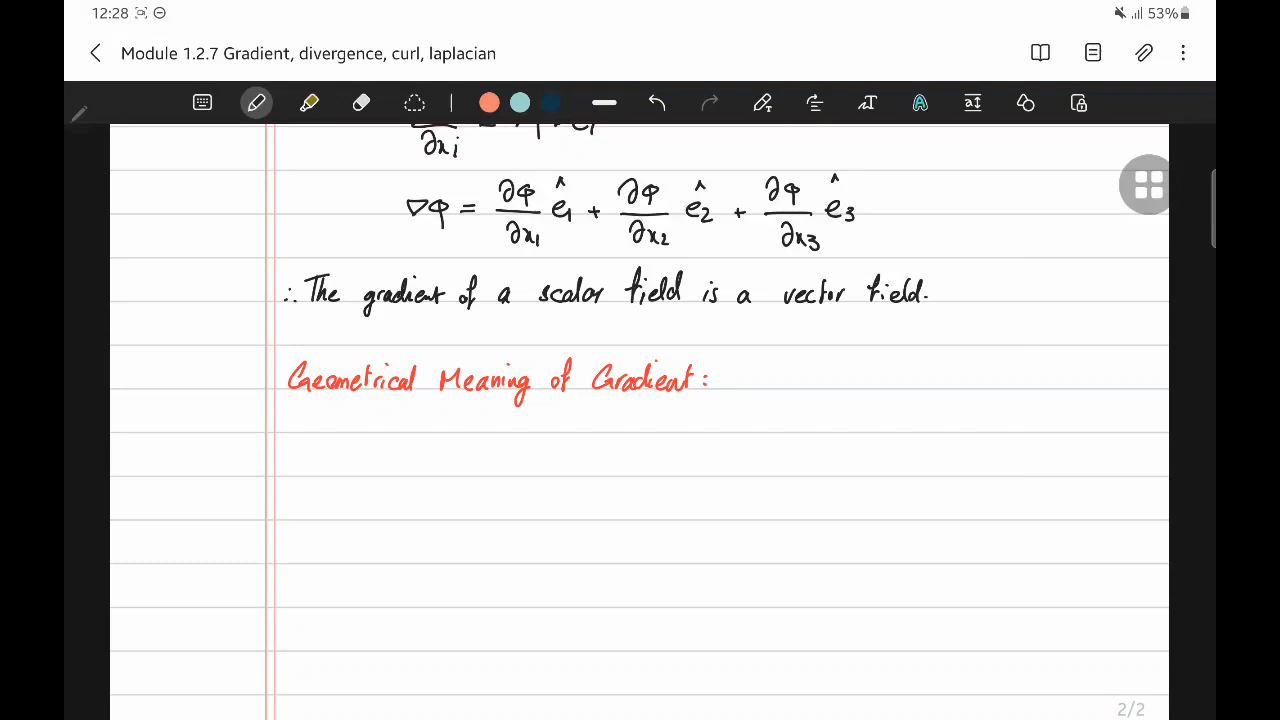 12:28 53%
Module 1.2.7 Gradient, divergence, curl, laplacian
∂xi
∇φ = ∂φ/∂x1 ê1 + ∂φ/∂x2 ê2 + ∂φ/∂x3 ê3
∴ The gradient of a scalar field is a vector field.
Geometrical Meaning of Gradient:
2/2